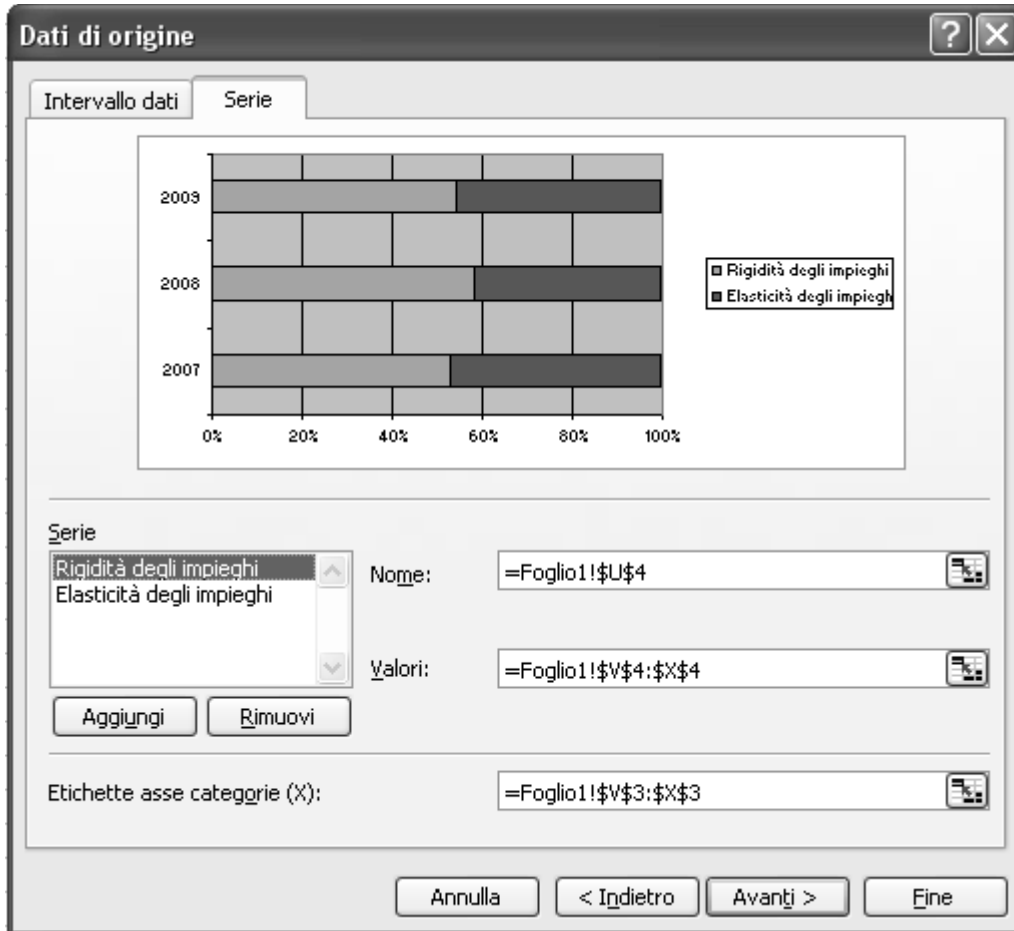 Dati di origine
Intervallo dati
Serie
2009
2008
2007
0%
20%
40%
60%
80%
100%
Rigidità degli impieghi
Elasticità degli impiegh
Serie
Rigidità degli impieghi
Elasticità degli impieghi
Nome:
=Foglio1!$U$4
Valori:
=Foglio1!$V$4:$X$4
Aggiungi
Rimuovi
Etichette asse categorie (X):
=Foglio1!$V$3:$X$3
Annulla
< Indietro
Avanti >
Fine